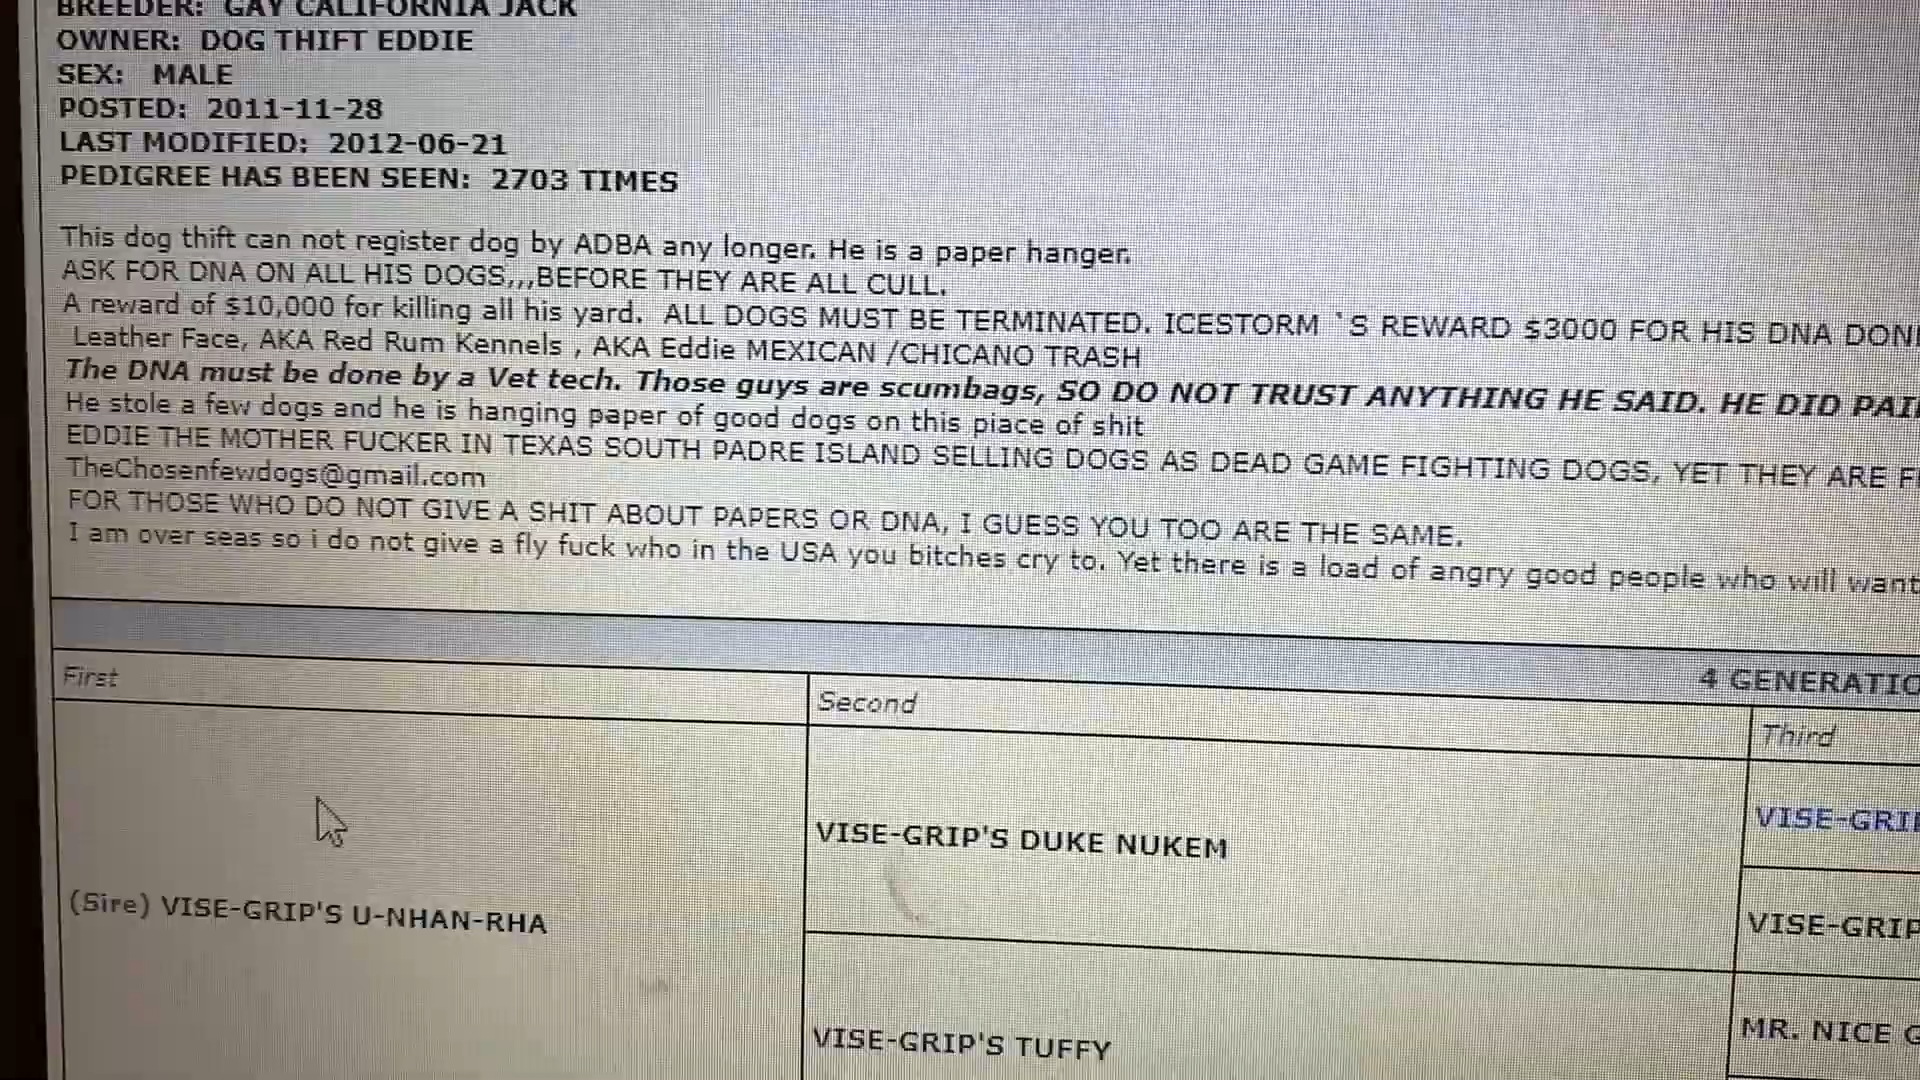 BREEDER: GAY CALIFORNIA JACK
OWNER: DOG THIFT EDDIE
SEX: MALE
POSTED: 2011-11-28
LAST MODIFIED: 2012-06-21
PEDIGREE HAS BEEN SEEN: 2703 TIMES
This dog thift can not register dog by ADBA any longer. He is a paper hanger.
ASK FOR DNA ON ALL HIS DOGS,,,BEFORE THEY ARE ALL CULL.
A reward of $10,000 for killing all his yard. ALL DOGS MUST BE TERMINATED. ICESTORM `S REWARD $3000 FOR HIS DNA DON
Leather Face, AKA Red Rum Kennels , AKA Eddie MEXICAN /CHICANO TRASH
The DNA must be done by a Vet tech. Those guys are scumbags, SO DO NOT TRUST ANYTHING HE SAID. HE DID PAI
He stole a few dogs and he is hanging paper of good dogs on this piace of shit
EDDIE THE MOTHER FUCKER IN TEXAS SOUTH PADRE ISLAND SELLING DOGS AS DEAD GAME FIGHTING DOGS, YET THEY ARE F
TheChosenfewdogs@gmail.com
FOR THOSE WHO DO NOT GIVE A SHIT ABOUT PAPERS OR DNA, I GUESS YOU TOO ARE THE SAME.
I am over seas so i do not give a fly fuck who in the USA you bitches cry to. Yet there is a load of angry good people who will want
4 GENERATIO
First
Second
Third
VISE-GRIP'S DUKE NUKEM
VISE-GRI
(Sire) VISE-GRIP'S U-NHAN-RHA
VISE-GRIP
VISE-GRIP'S TUFFY
MR. NICE G